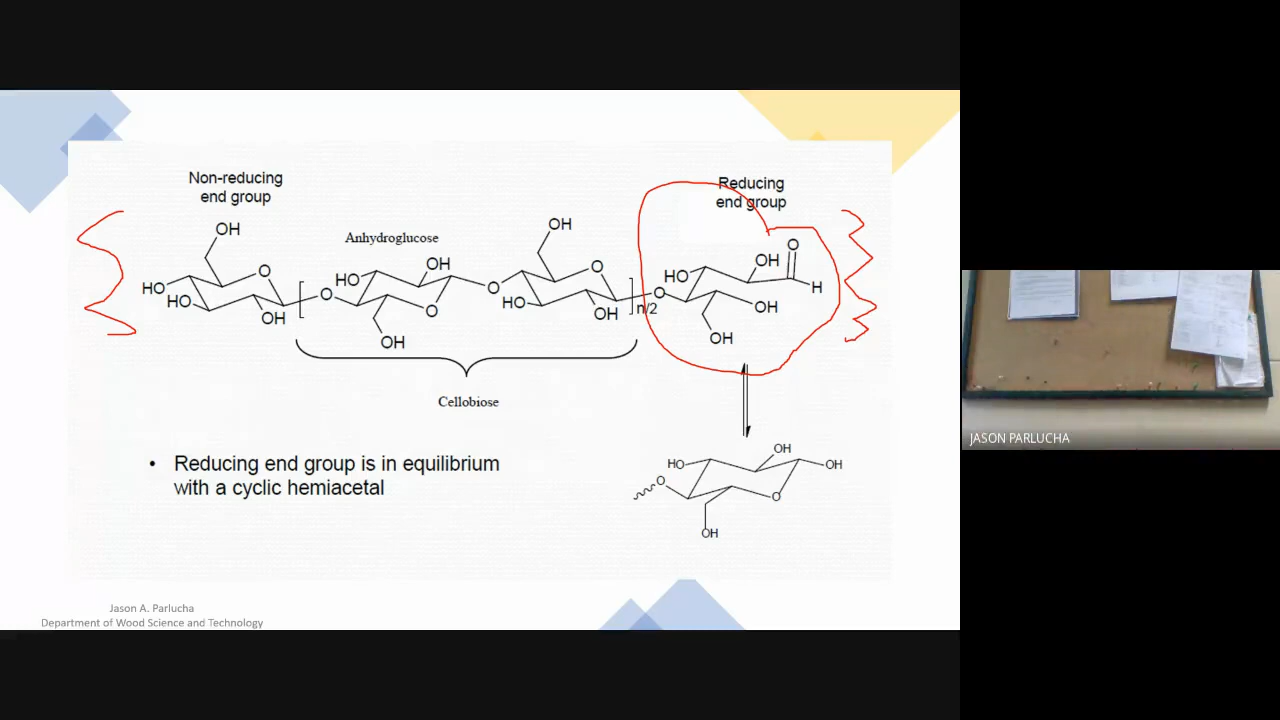 Non-reducing
end group
Reducing
end group
OH
Anhydroglucose
OH
O
HO
OH
O
HO
OH
O
HO
O
H
HO
OH
O
O
O
HO
OH
O
OH
n/2
OH
OH
OH
Cellobiose
OH
HO
OH
O
O
OH
• Reducing end group is in equilibrium
with a cyclic hemiacetal
Jason A. Parlucha
Department of Wood Science and Technology
JASON PARLUCHA